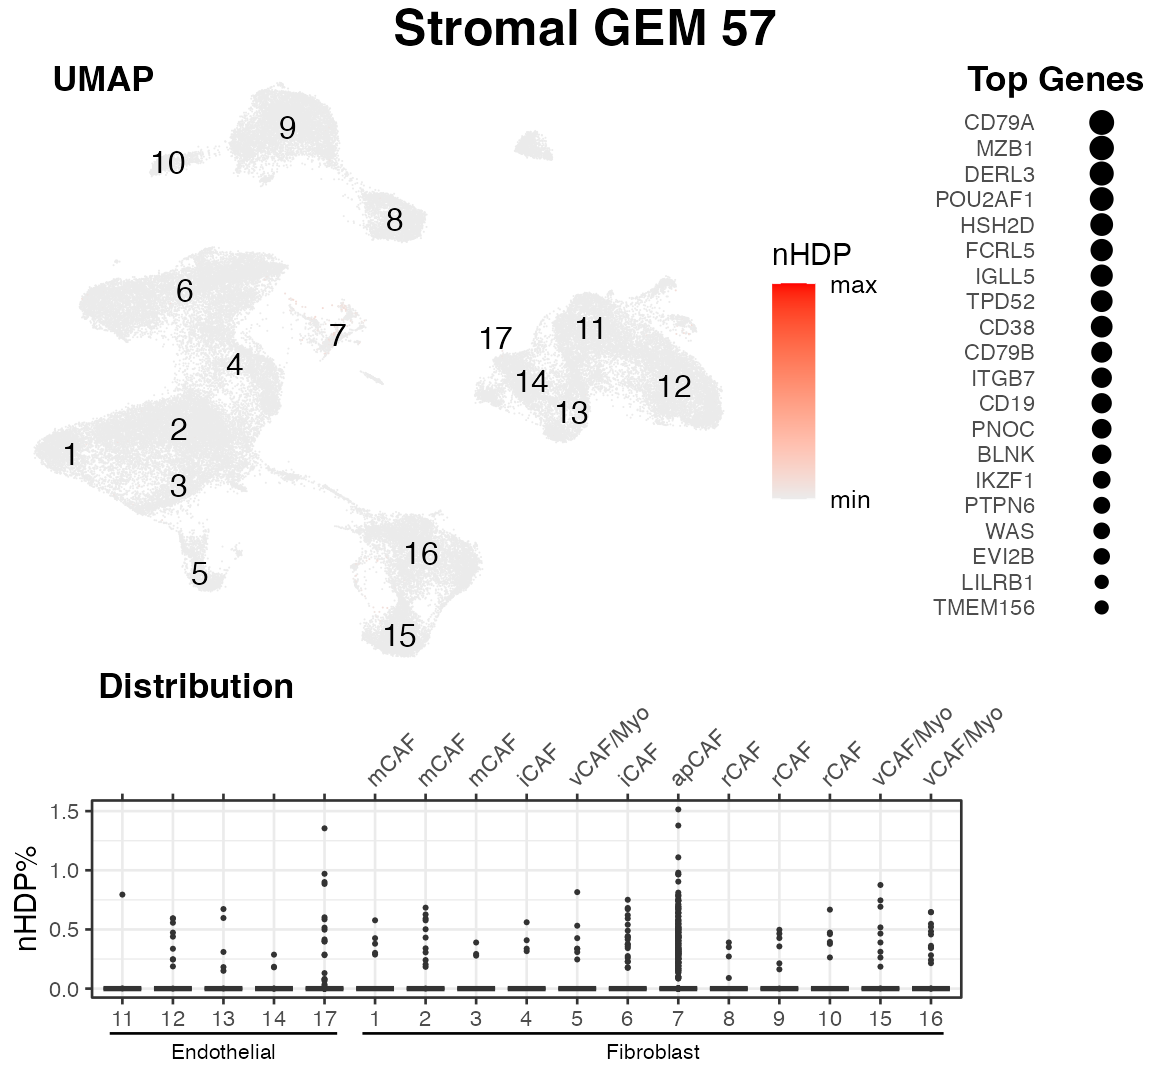 Stromal GEM 57
UMAP
9
10
8
6
7
4
2
1
3
5
16
15
17
11
14
12
13
nHDP
max
min
Top Genes
CD79A
MZB1
DERL3
POU2AF1
HSH2D
FCRL5
IGLL5
TPD52
CD38
CD79B
ITGB7
CD19
PNOC
BLNK
IKZF1
PTPN6
WAS
EVI2B
LILRB1
TMEM156
Distribution
mCAF mCAF mCAF iCAF vCAF/Myo iCAF apCAF rCAF rCAF rCAF vCAF/Myo vCAF/Myo
nHDP%
1.5
1.0
0.5
0.0
11 12 13 14 17 1 2 3 4 5 6 7 8 9 10 15 16
Endothelial Fibroblast